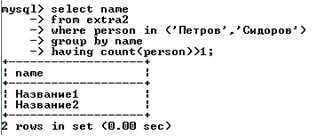 mysql> select name
-> from extra2
-> where person in ('Петров','Сидоров')
-> group by name
-> having count(person)>1;
+--------------------+
| name |
+--------------------+
| Название1 |
| Название2 |
+--------------------+
2 rows in set (0.00 sec)